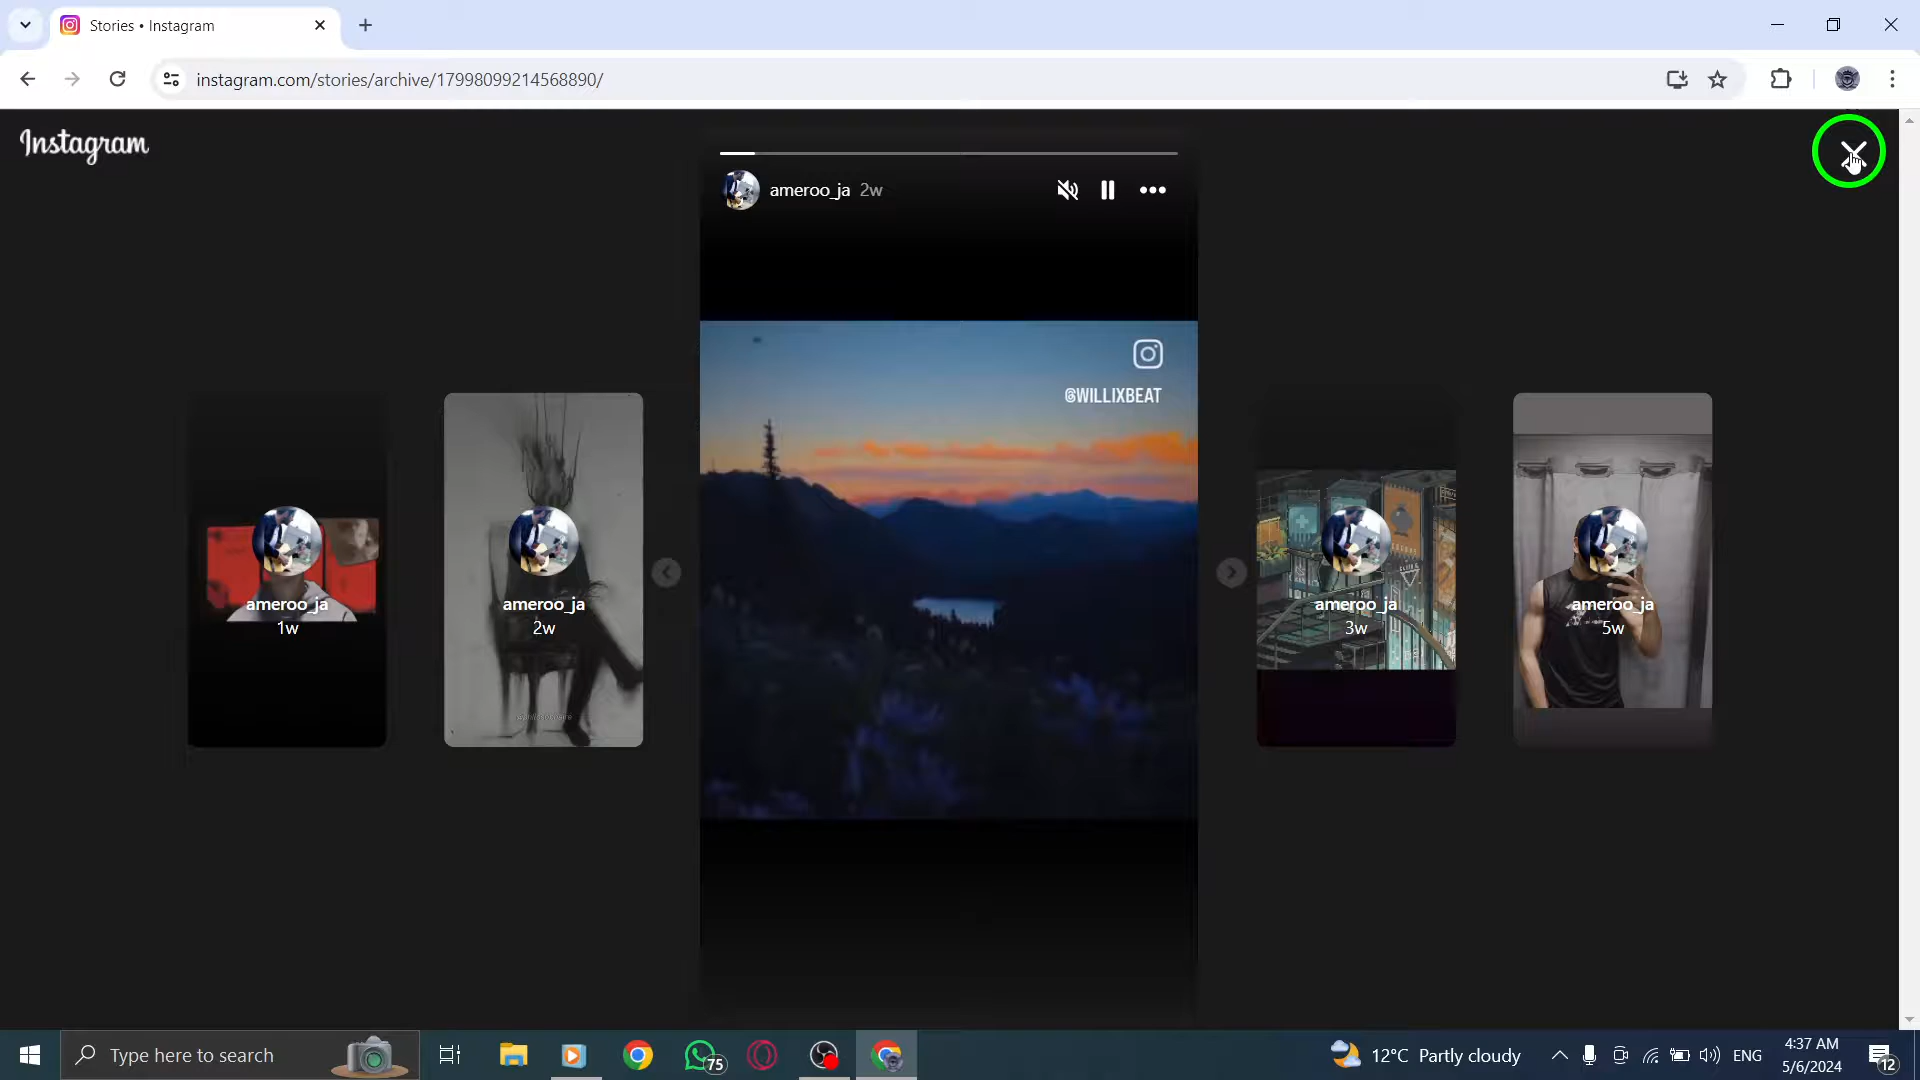 Stories • Instagram
instagram.com/stories/archive/17998099214568890/
Instagram
ameroo_ja 2w
@WILLIXBEAT
ameroo_ja
1w
ameroo_ja
2w
ameroo_ja
3w
ameroo_ja
5w
Type here to search
75
12°C Partly cloudy
ENG
4:37 AM
5/6/2024
12